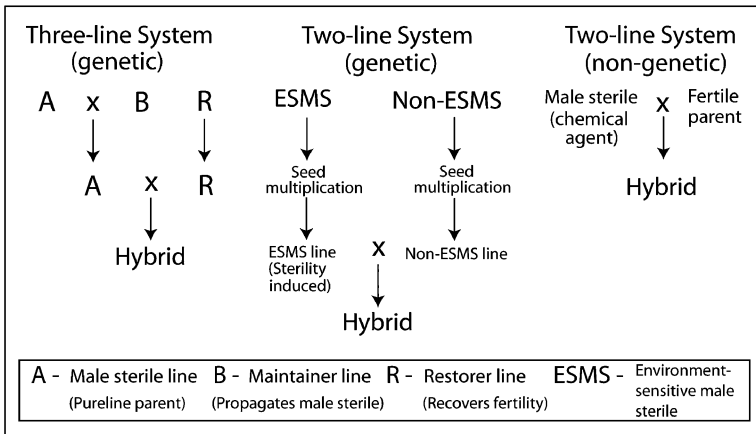 Three-line System
(genetic)
A x B R
A x R
Hybrid
Two-line System
(genetic)
ESMS Non-ESMS
Seed multiplication Seed multiplication
ESMS line
(Sterility
induced)
x Non-ESMS line
Hybrid
Two-line System
(non-genetic)
Male sterile
(chemical
agent)
x Fertile
parent
Hybrid
A - Male sterile line
(Pureline parent)
B - Maintainer line
(Propagates male sterile)
R - Restorer line
(Recovers fertility)
ESMS - Environment-
sensitive male
sterile